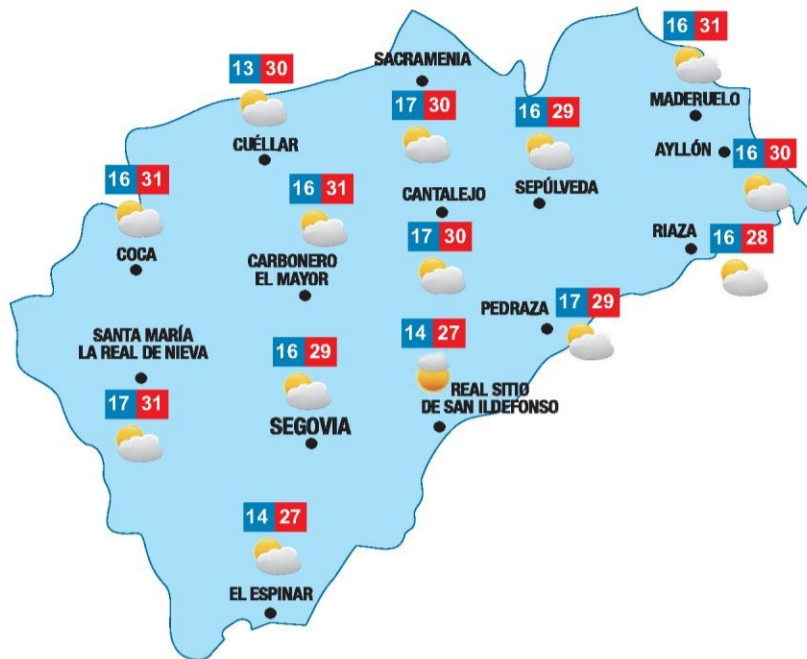 16 31
MADERUELO
SACRAMENIA
17 30
13 30
CUÉLLAR
16 29
SEPÚLVEDA
AYLLÓN
16 30
16 31
COCA
16 31
CARBONERO
EL MAYOR
CANTALEJO
17 30
RIAZA
16 28
PEDRAZA
17 29
SANTA MARÍA
LA REAL DE NIEVA
17 31
16 29
SEGOVIA
14 27
REAL SITIO
DE SAN ILDEFONSO
14 27
EL ESPINAR